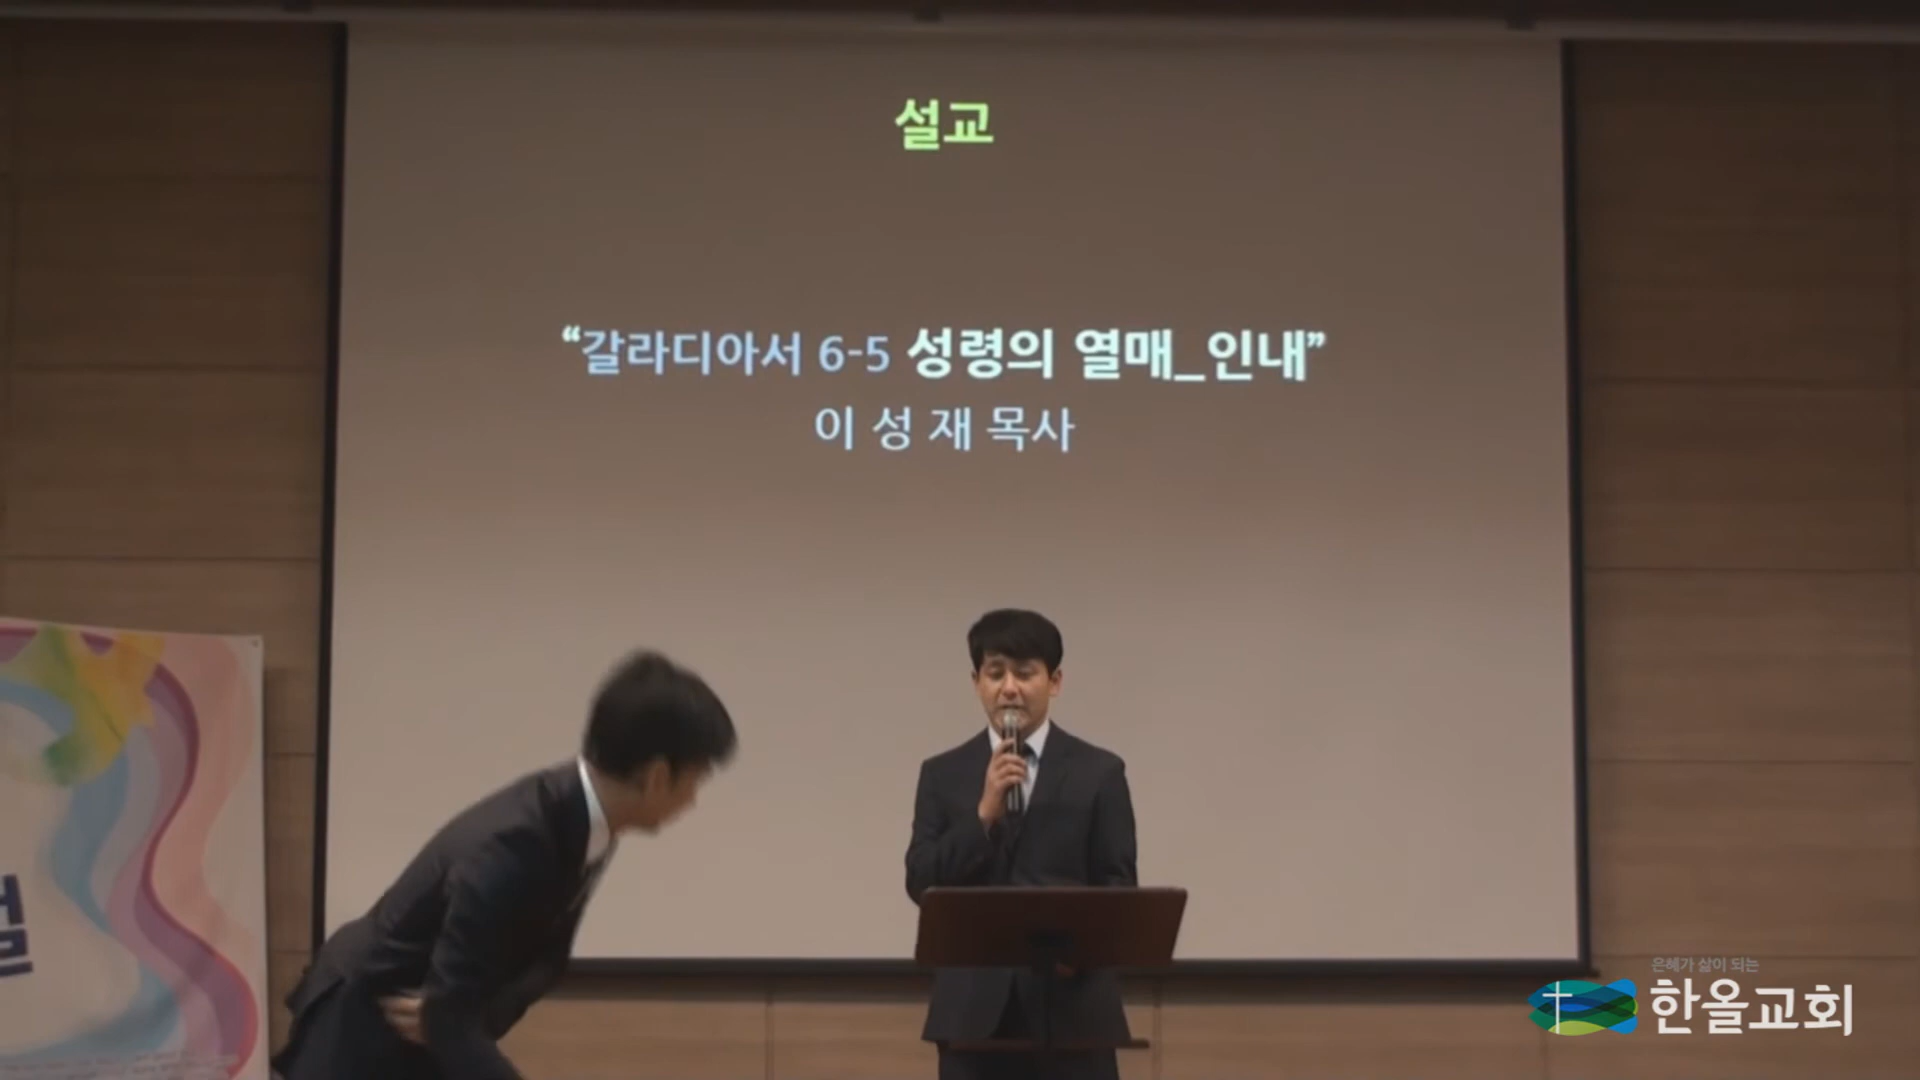 설교
“갈라디아서 6-5 성령의 열매_인내”
이 성 재 목사
은혜가 삶이 되는
한올교회